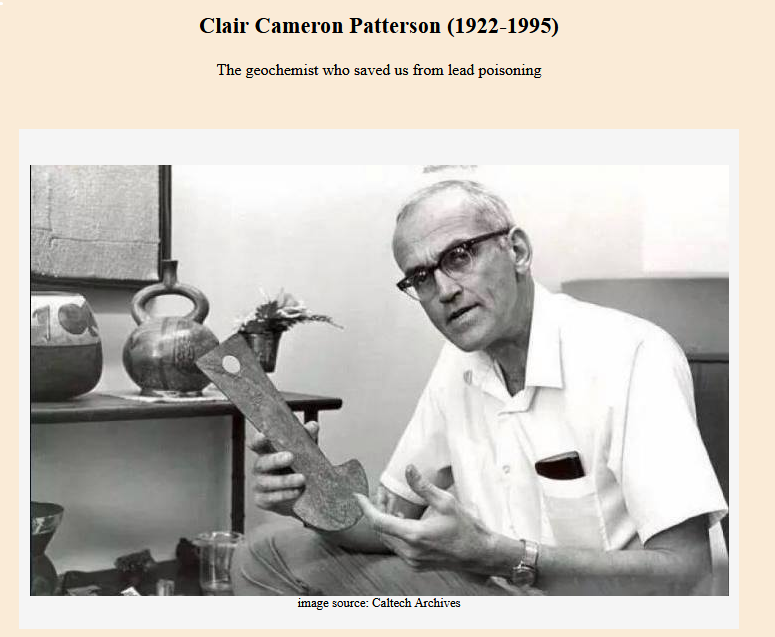 Clair Cameron Patterson (1922-1995)
The geochemist who saved us from lead poisoning
image source: Caltech Archives